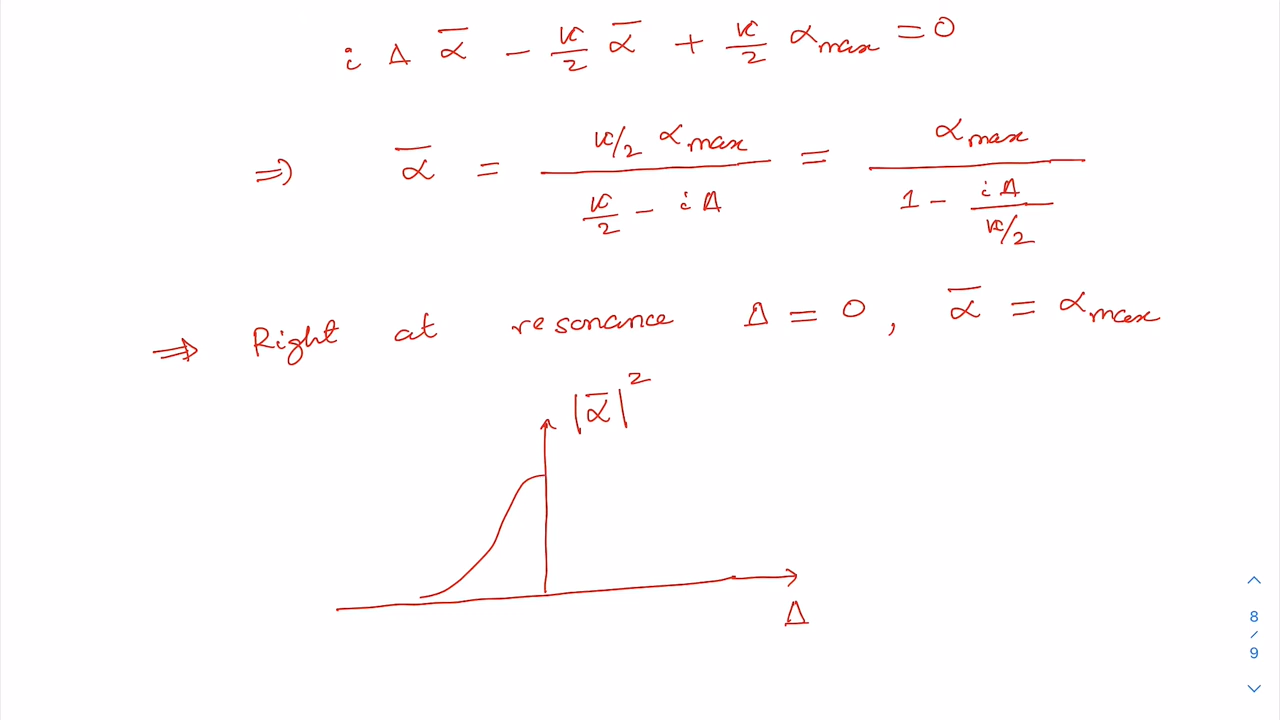 i Δ ᾱ − κ/2 ᾱ + κ/2 α_max = 0
⇒ ᾱ = (κ/2 α_max) / (κ/2 − iΔ) = α_max / (1 − iΔ/(κ/2))
⇒ Right at resonance Δ = 0, ᾱ = α_max
|ᾱ|²
Δ
8
/
9